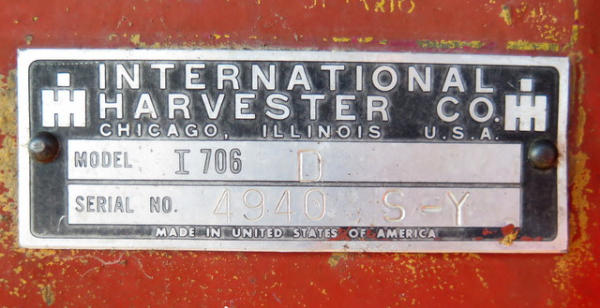 INTERNATIONAL
HARVESTER CO.
CHICAGO, ILLINOIS U.S.A.
MODEL I 706 D
SERIAL NO. 4940 S-Y
MADE IN UNITED STATES OF AMERICA